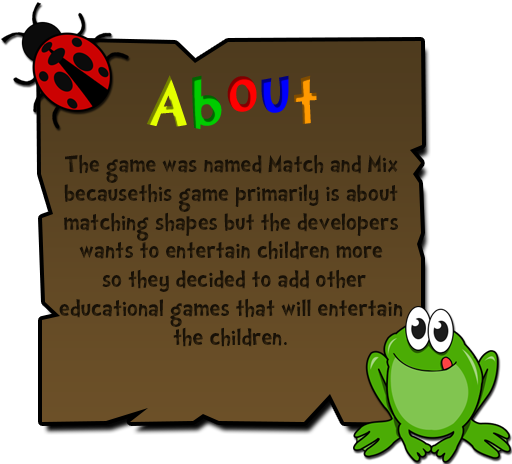 About
The game was named Match and Mix
becausethis game primarily is about
matching shapes but the developers
wants to entertain children more
so they decided to add other
educational games that will entertain
the children.